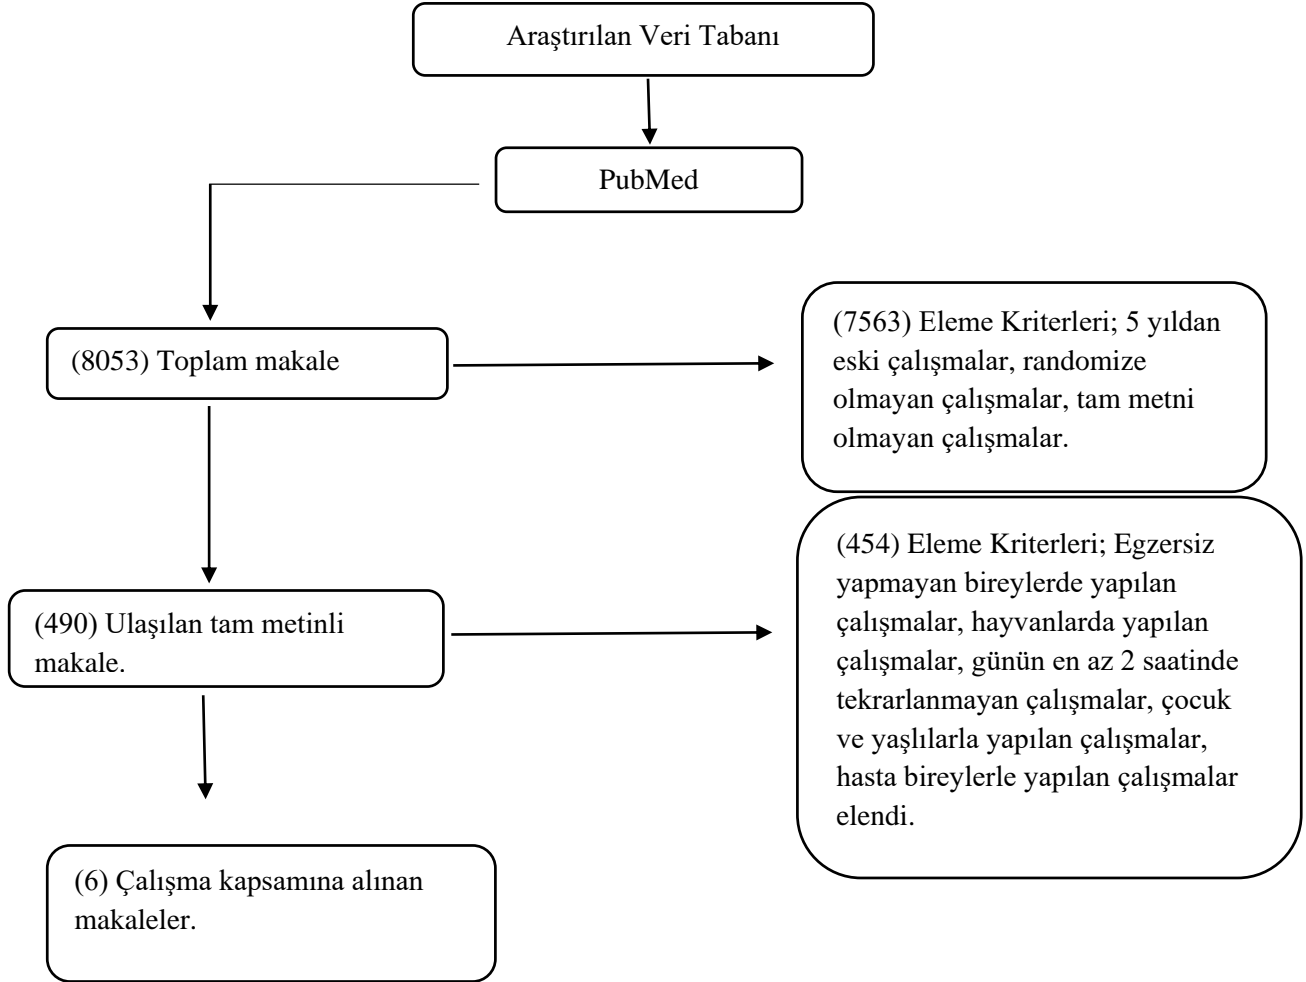 Araştırılan Veri Tabanı
PubMed
(8053) Toplam makale
(7563) Eleme Kriterleri; 5 yıldan
eski çalışmalar, randomize
olmayan çalışmalar, tam metni
olmayan çalışmalar.
(490) Ulaşılan tam metinli
makale.
(454) Eleme Kriterleri; Egzersiz
yapmayan bireylerde yapılan
çalışmalar, hayvanlarda yapılan
çalışmalar, günün en az 2 saatinde
tekrarlanmayan çalışmalar, çocuk
ve yaşlılarla yapılan çalışmalar,
hasta bireylerle yapılan çalışmalar
elendi.
(6) Çalışma kapsamına alınan
makaleler.